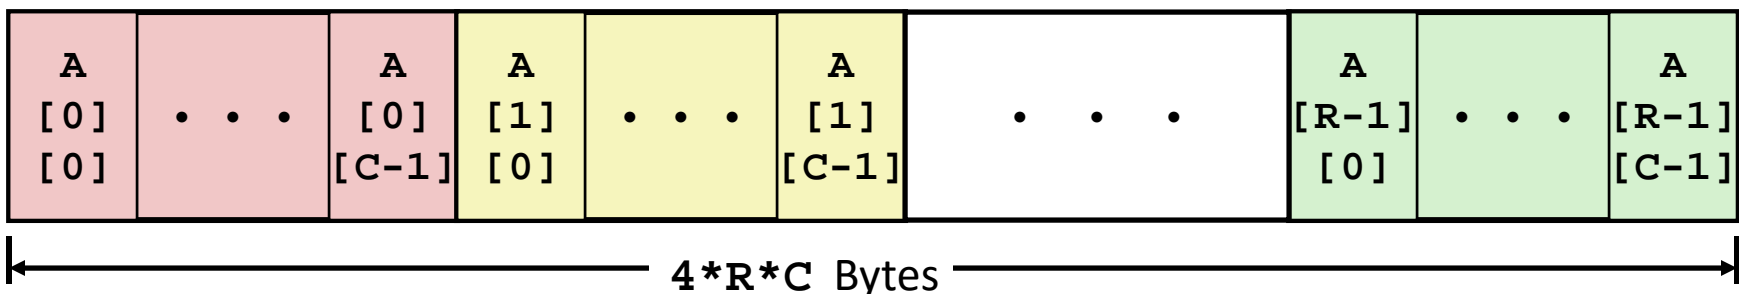 A
[0]
[0]
• • •
A
[0]
[C-1]
A
[1]
[0]
• • •
A
[1]
[C-1]
• • •
A
[R-1]
[0]
• • •
A
[R-1]
[C-1]
4*R*C Bytes